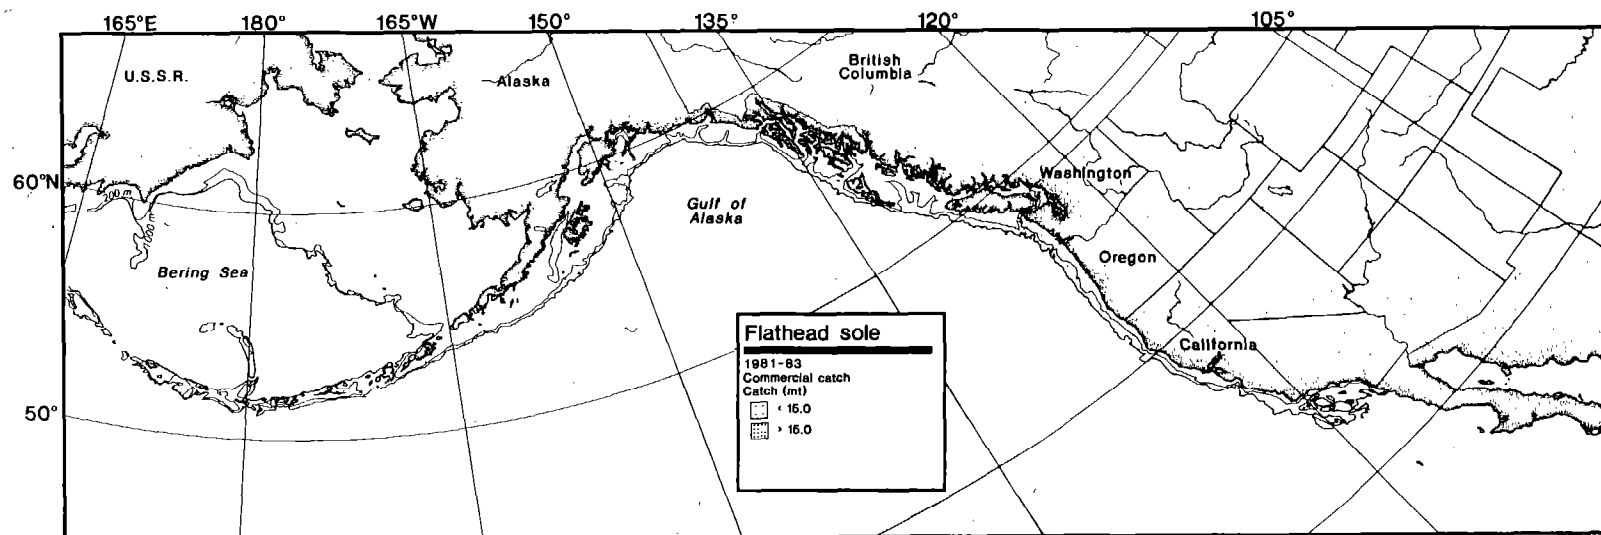 165°E 180° 165°W 150° 135° 120° 105°
U.S.S.R.
Alaska
British
Columbia
60°N
Washington
200 m
1000 m
Gulf of
Alaska
Bering Sea
Oregon
Flathead sole
1981-83
Commercial catch
Catch (mt)
< 15.0
> 15.0
California
50°